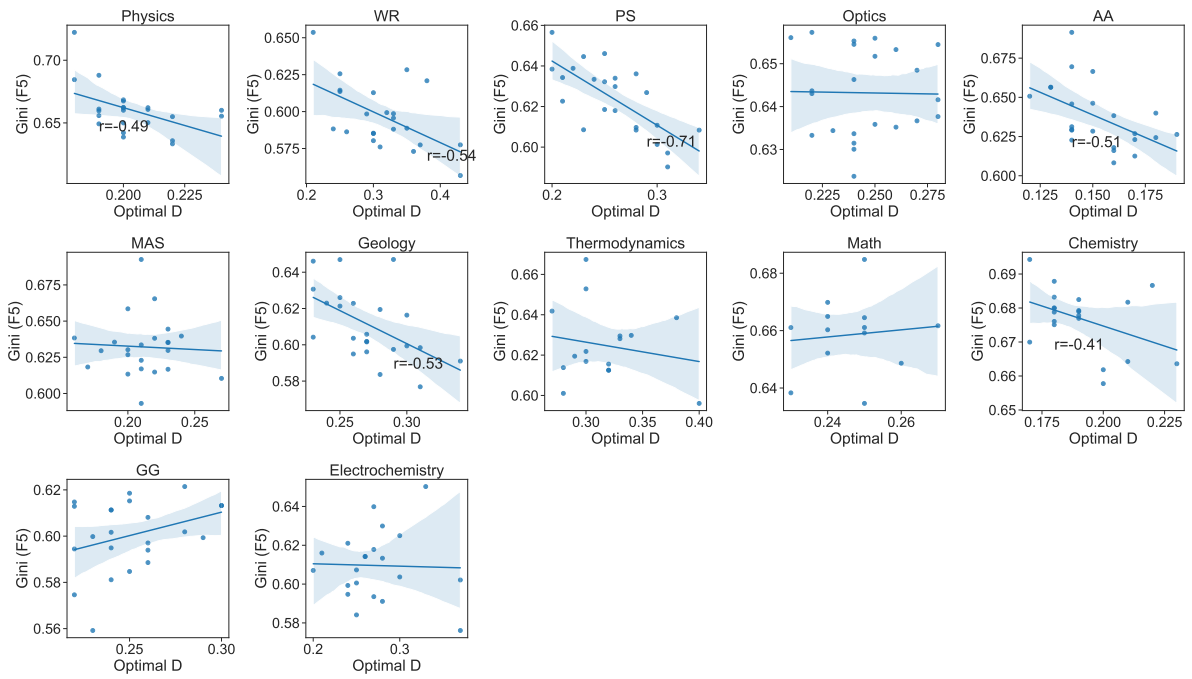 Physics
Gini (F5)
0.70
0.65
r=-0.49
0.200
0.225
Optimal D
WR
Gini (F5)
0.650
0.625
0.600
0.575
r=-0.54
0.2
0.3
0.4
Optimal D
PS
Gini (F5)
0.66
0.64
0.62
0.60
r=-0.71
0.2
0.3
Optimal D
Optics
Gini (F5)
0.65
0.64
0.63
0.225
0.250
0.275
Optimal D
AA
Gini (F5)
0.675
0.650
0.625
0.600
r=-0.51
0.125
0.150
0.175
Optimal D
MAS
Gini (F5)
0.675
0.650
0.625
0.600
0.20
0.25
Optimal D
Geology
Gini (F5)
0.64
0.62
0.60
0.58
r=-0.53
0.25
0.30
Optimal D
Thermodynamics
Gini (F5)
0.66
0.64
0.62
0.60
0.30
0.35
0.40
Optimal D
Math
Gini (F5)
0.68
0.66
0.64
0.24
0.26
Optimal D
Chemistry
Gini (F5)
0.69
0.68
0.67
0.66
0.65
r=-0.41
0.175
0.200
0.225
Optimal D
GG
Gini (F5)
0.62
0.60
0.58
0.56
0.25
0.30
Optimal D
Electrochemistry
Gini (F5)
0.64
0.62
0.60
0.58
0.2
0.3
Optimal D